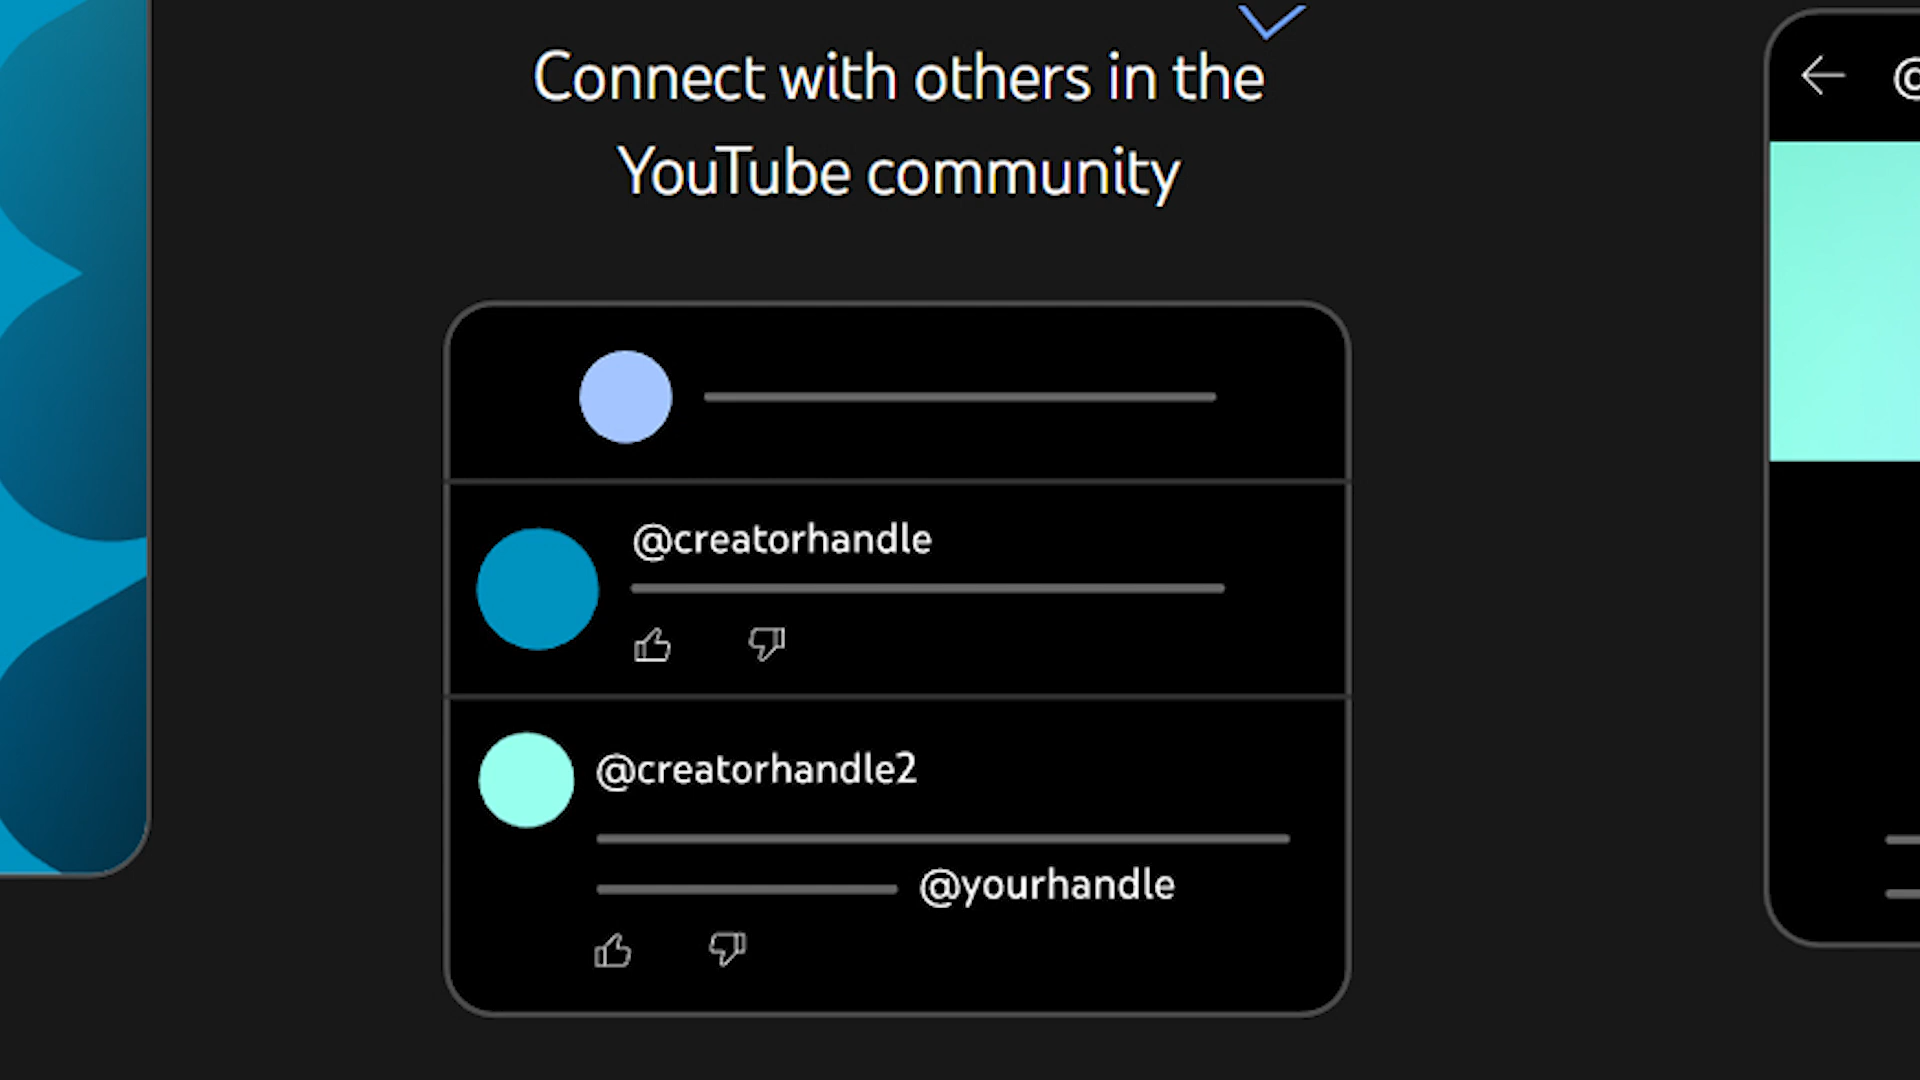 Connect with others in the
YouTube community
@creatorhandle
@creatorhandle2
@yourhandle
@